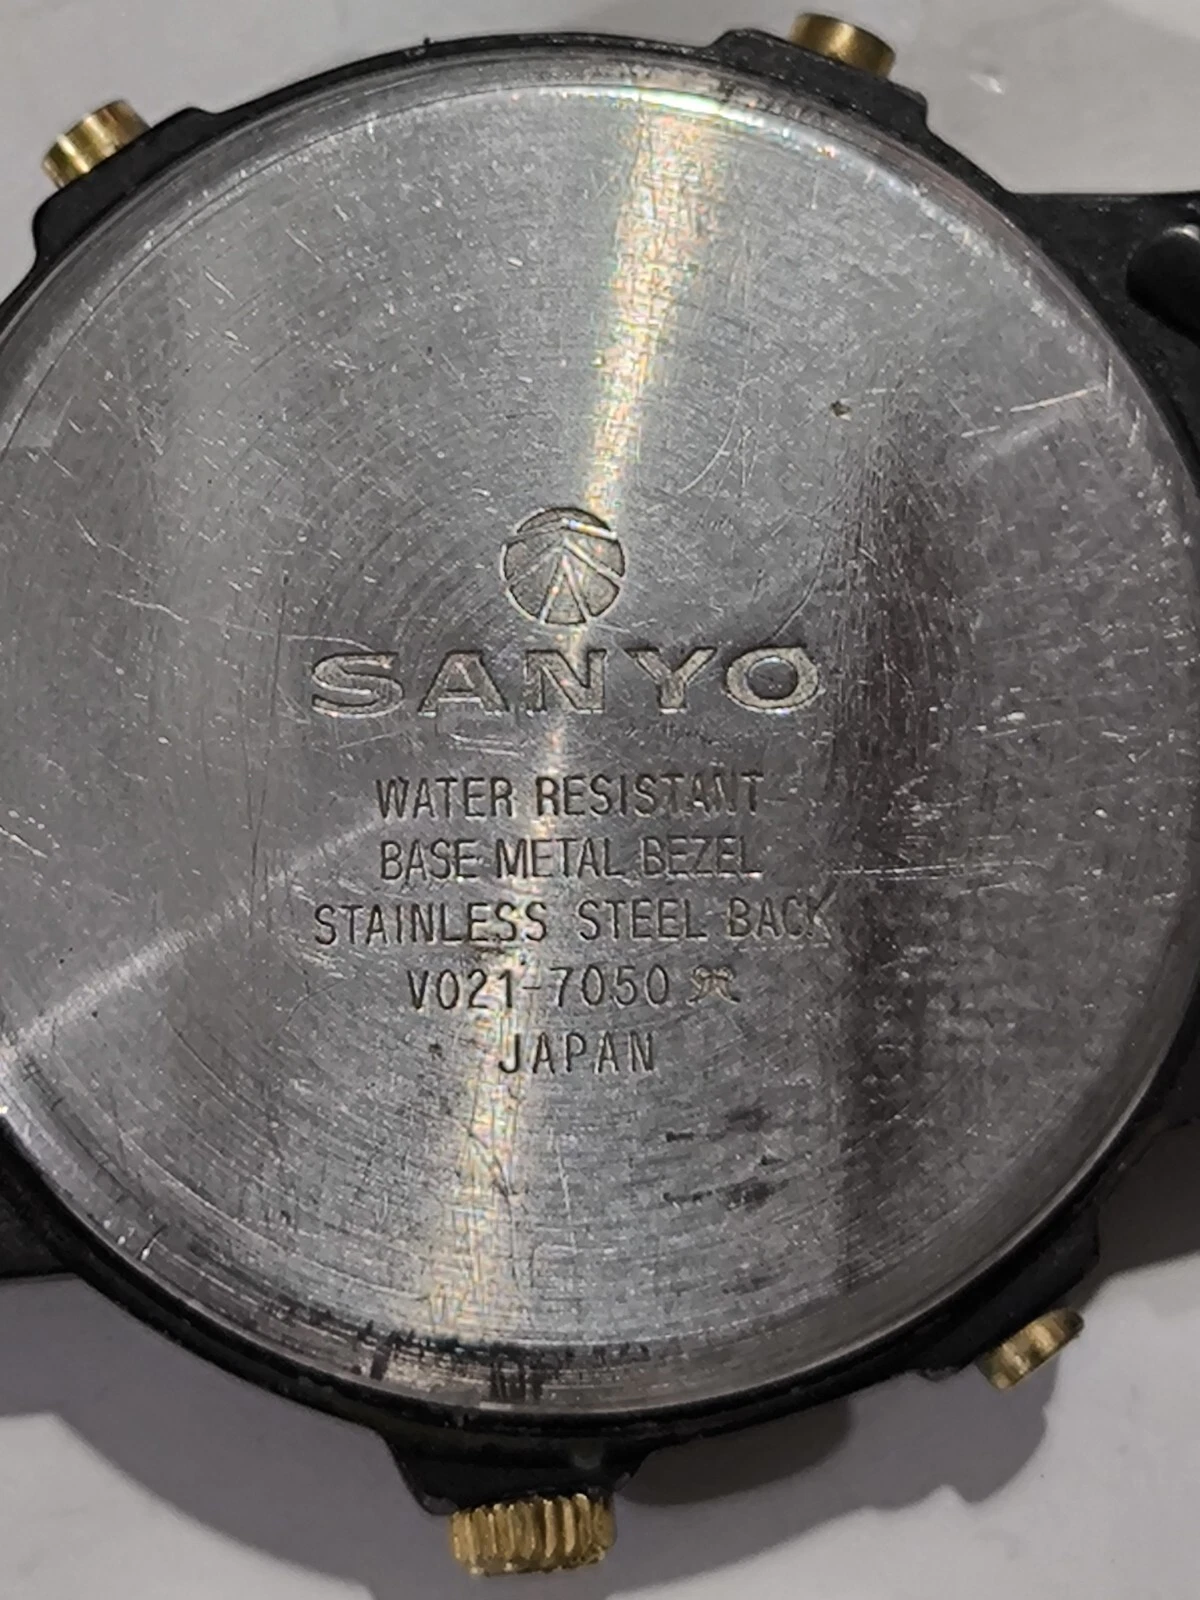 SANYO
WATER RESISTANT
BASE METAL BEZEL
STAINLESS STEEL BACK
V021-7050
JAPAN